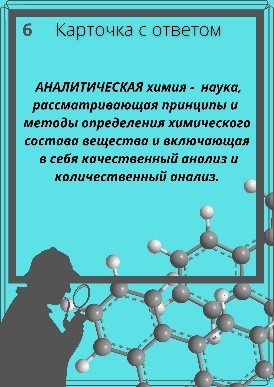 6 Карточка с ответом
АНАЛИТИЧЕСКАЯ химия - наука,
рассматривающая принципы и
методы определения химического
состава вещества и включающая
в себя качественный анализ и
количественный анализ.